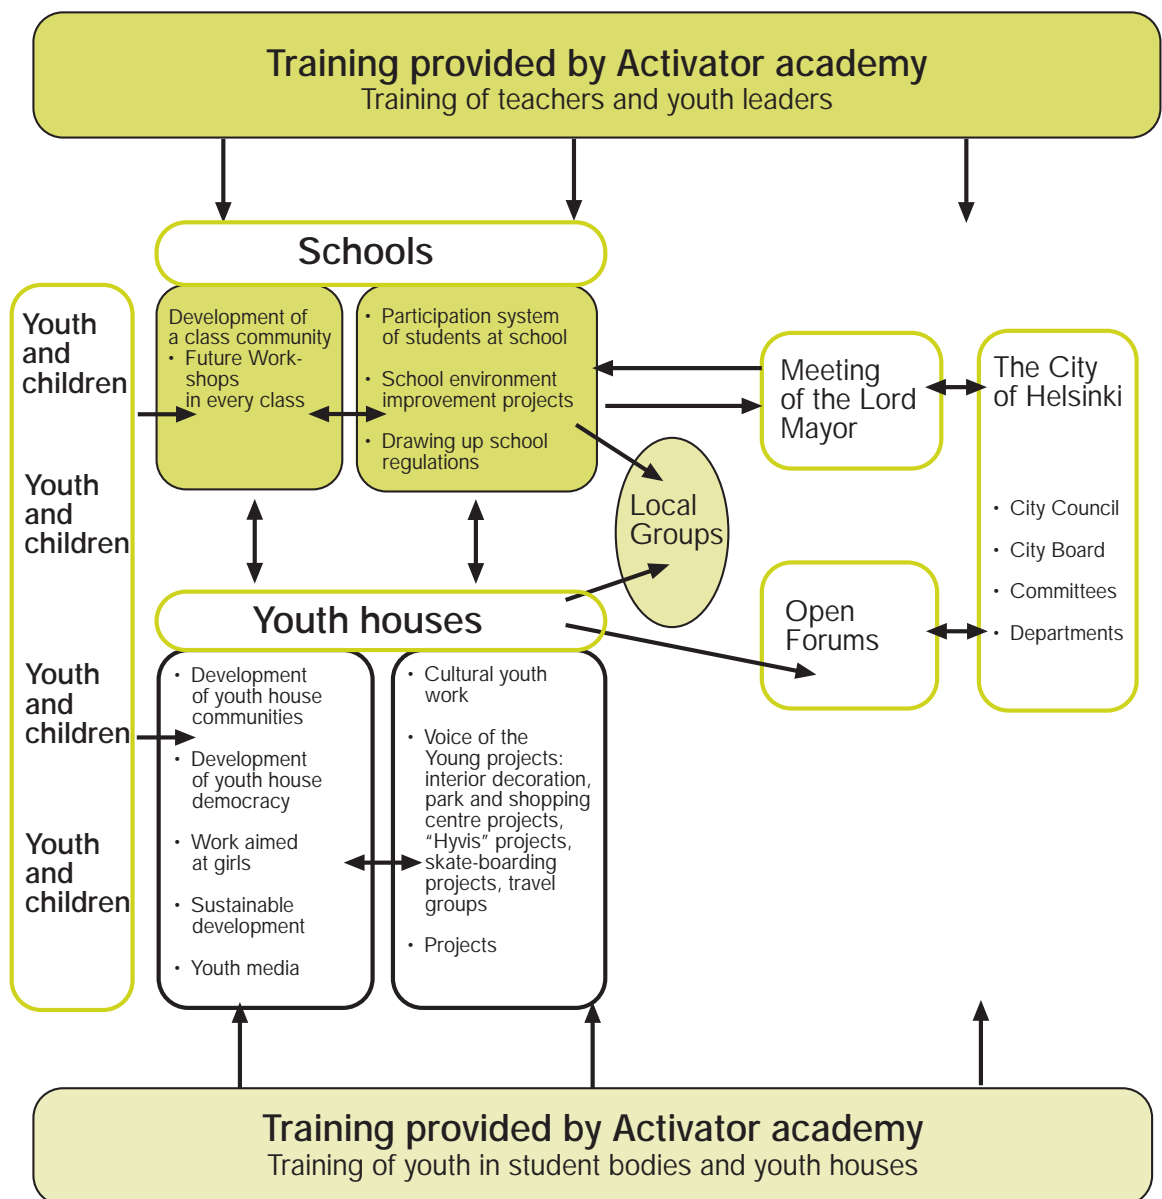 Training provided by Activator academy
Training of teachers and youth leaders
Schools
Youth
and
children
Youth
and
children
Youth
and
children
Youth
and
children
Development of
a class community
• Future Work-
shops
in every class
• Participation system
of students at school
• School environment
improvement projects
• Drawing up school
regulations
Meeting
of the Lord
Mayor
The City
of Helsinki
• City Council
• City Board
• Committees
• Departments
Local
Groups
Open
Forums
Youth houses
• Development
of youth house
communities
• Development
of youth house
democracy
• Work aimed
at girls
• Sustainable
development
• Youth media
• Cultural youth
work
• Voice of the
Young projects:
interior decoration,
park and shopping
centre projects,
"Hyvis" projects,
skate-boarding
projects, travel
groups
• Projects
Training provided by Activator academy
Training of youth in student bodies and youth houses